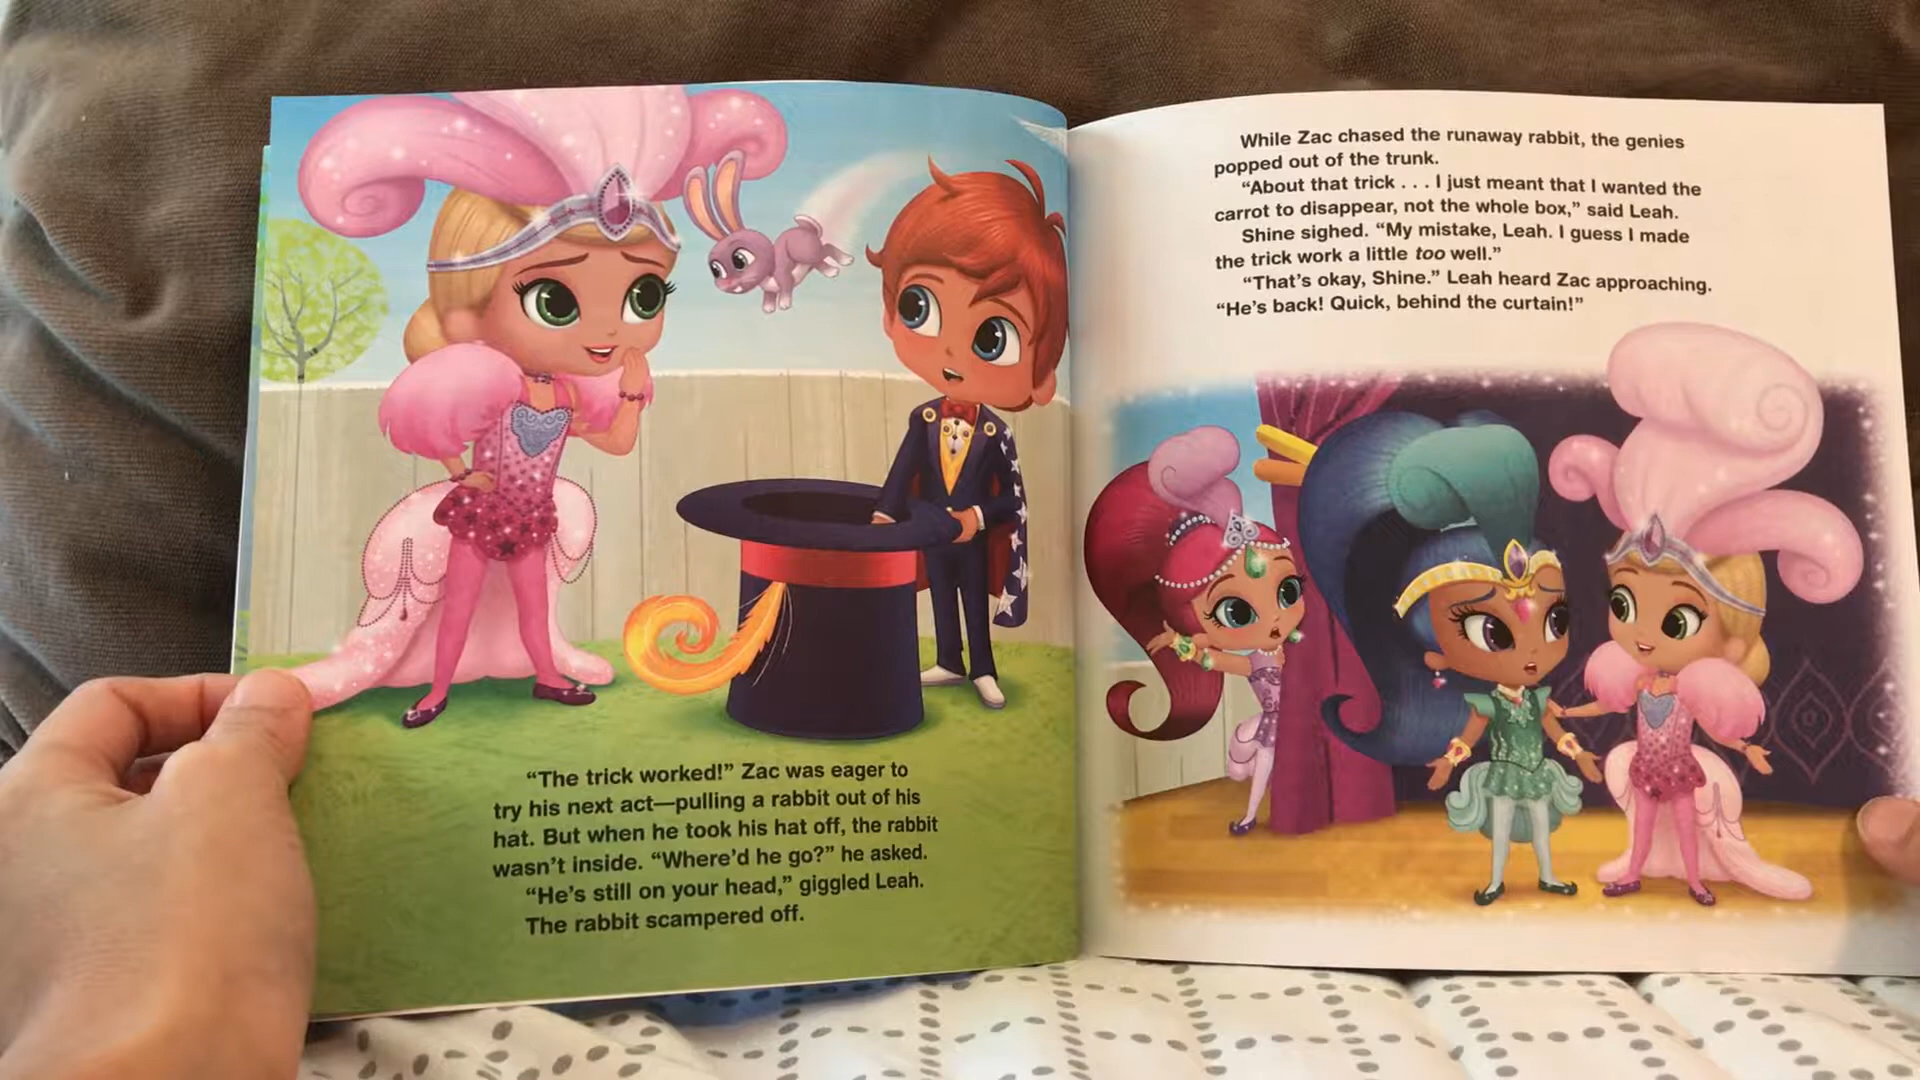 “The trick worked!” Zac was eager to
try his next act—pulling a rabbit out of his
hat. But when he took his hat off, the rabbit
wasn’t inside. “Where’d he go?” he asked.
“He’s still on your head,” giggled Leah.
The rabbit scampered off.
While Zac chased the runaway rabbit, the genies
popped out of the trunk.
“About that trick . . . I just meant that I wanted the
carrot to disappear, not the whole box,” said Leah.
Shine sighed. “My mistake, Leah. I guess I made
the trick work a little too well.”
“That’s okay, Shine.” Leah heard Zac approaching.
“He’s back! Quick, behind the curtain!”